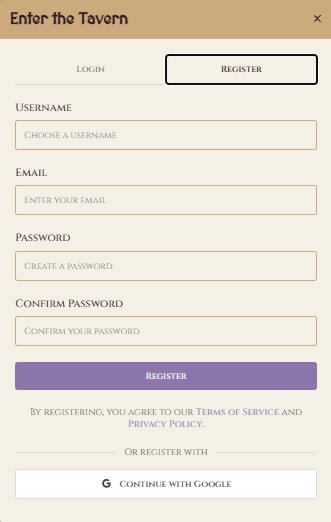 Enter the Tavern
×
Login
Register
Username
Choose a username
Email
Enter your email
Password
Create a password
Confirm Password
Confirm your password
Register
By registering, you agree to our Terms of Service and
Privacy Policy.
Or register with
G Continue with Google